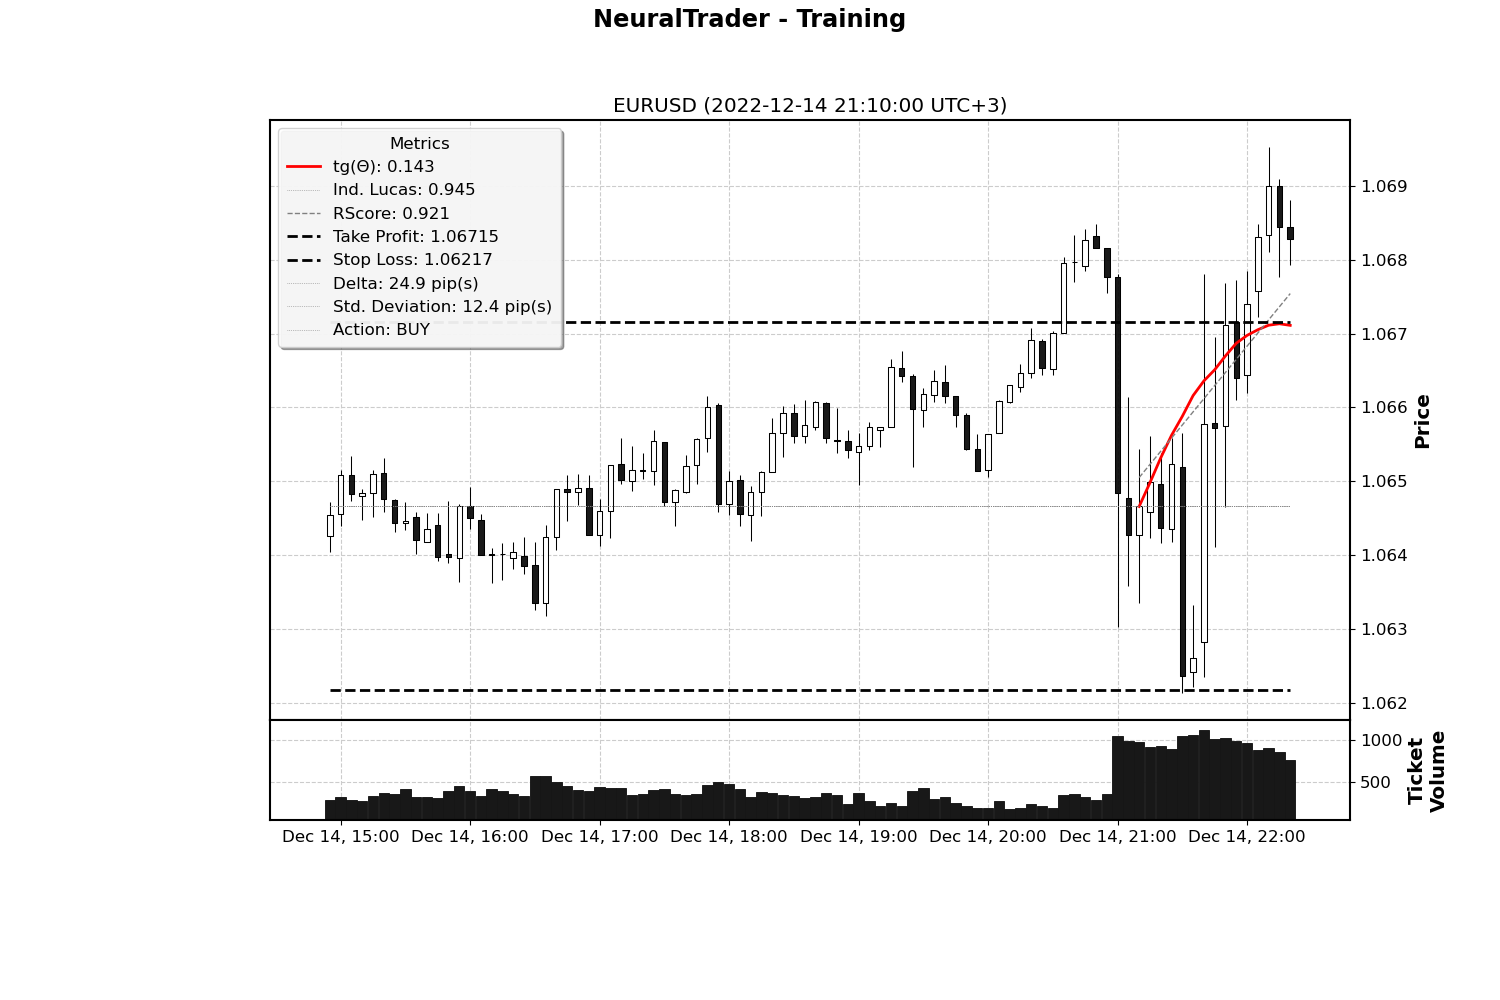 NeuralTrader - Training
EURUSD (2022-12-14 21:10:00 UTC+3)
Metrics
tg(Θ): 0.143
Ind. Lucas: 0.945
RScore: 0.921
Take Profit: 1.06715
Stop Loss: 1.06217
Delta: 24.9 pip(s)
Std. Deviation: 12.4 pip(s)
Action: BUY
1.069
1.068
1.067
1.066
1.065
1.064
1.063
1.062
Price
1000
500
Ticket
Volume
Dec 14, 15:00 Dec 14, 16:00 Dec 14, 17:00 Dec 14, 18:00 Dec 14, 19:00 Dec 14, 20:00 Dec 14, 21:00 Dec 14, 22:00